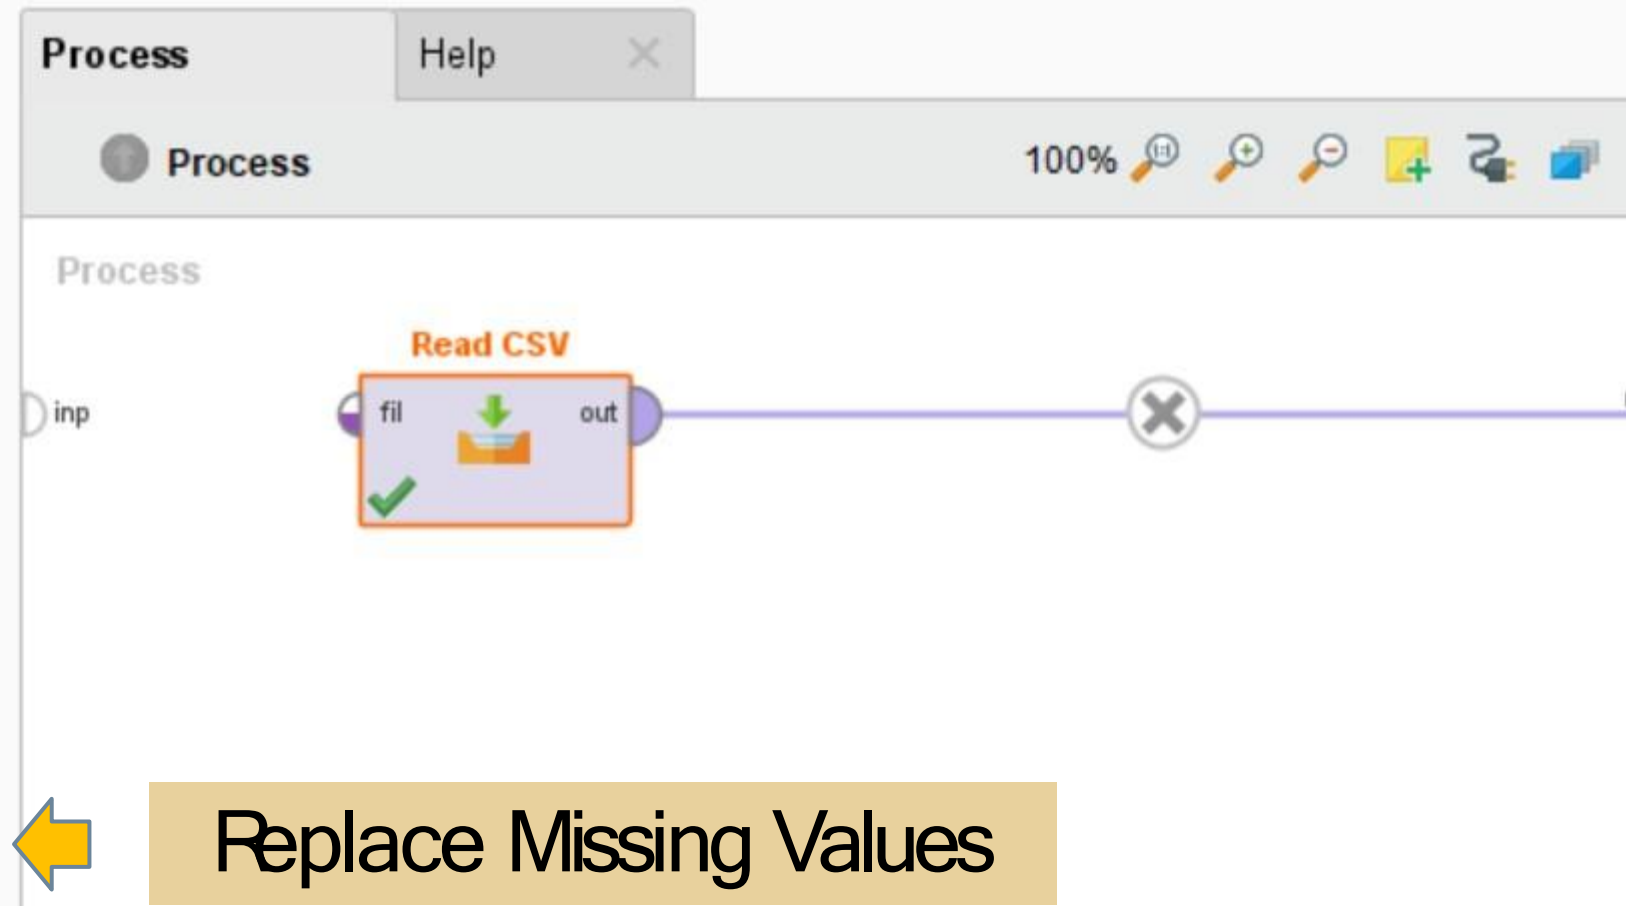 Process
Help
Process
100%
Process
Read CSV
inp
fil
out
Replace Missing Values